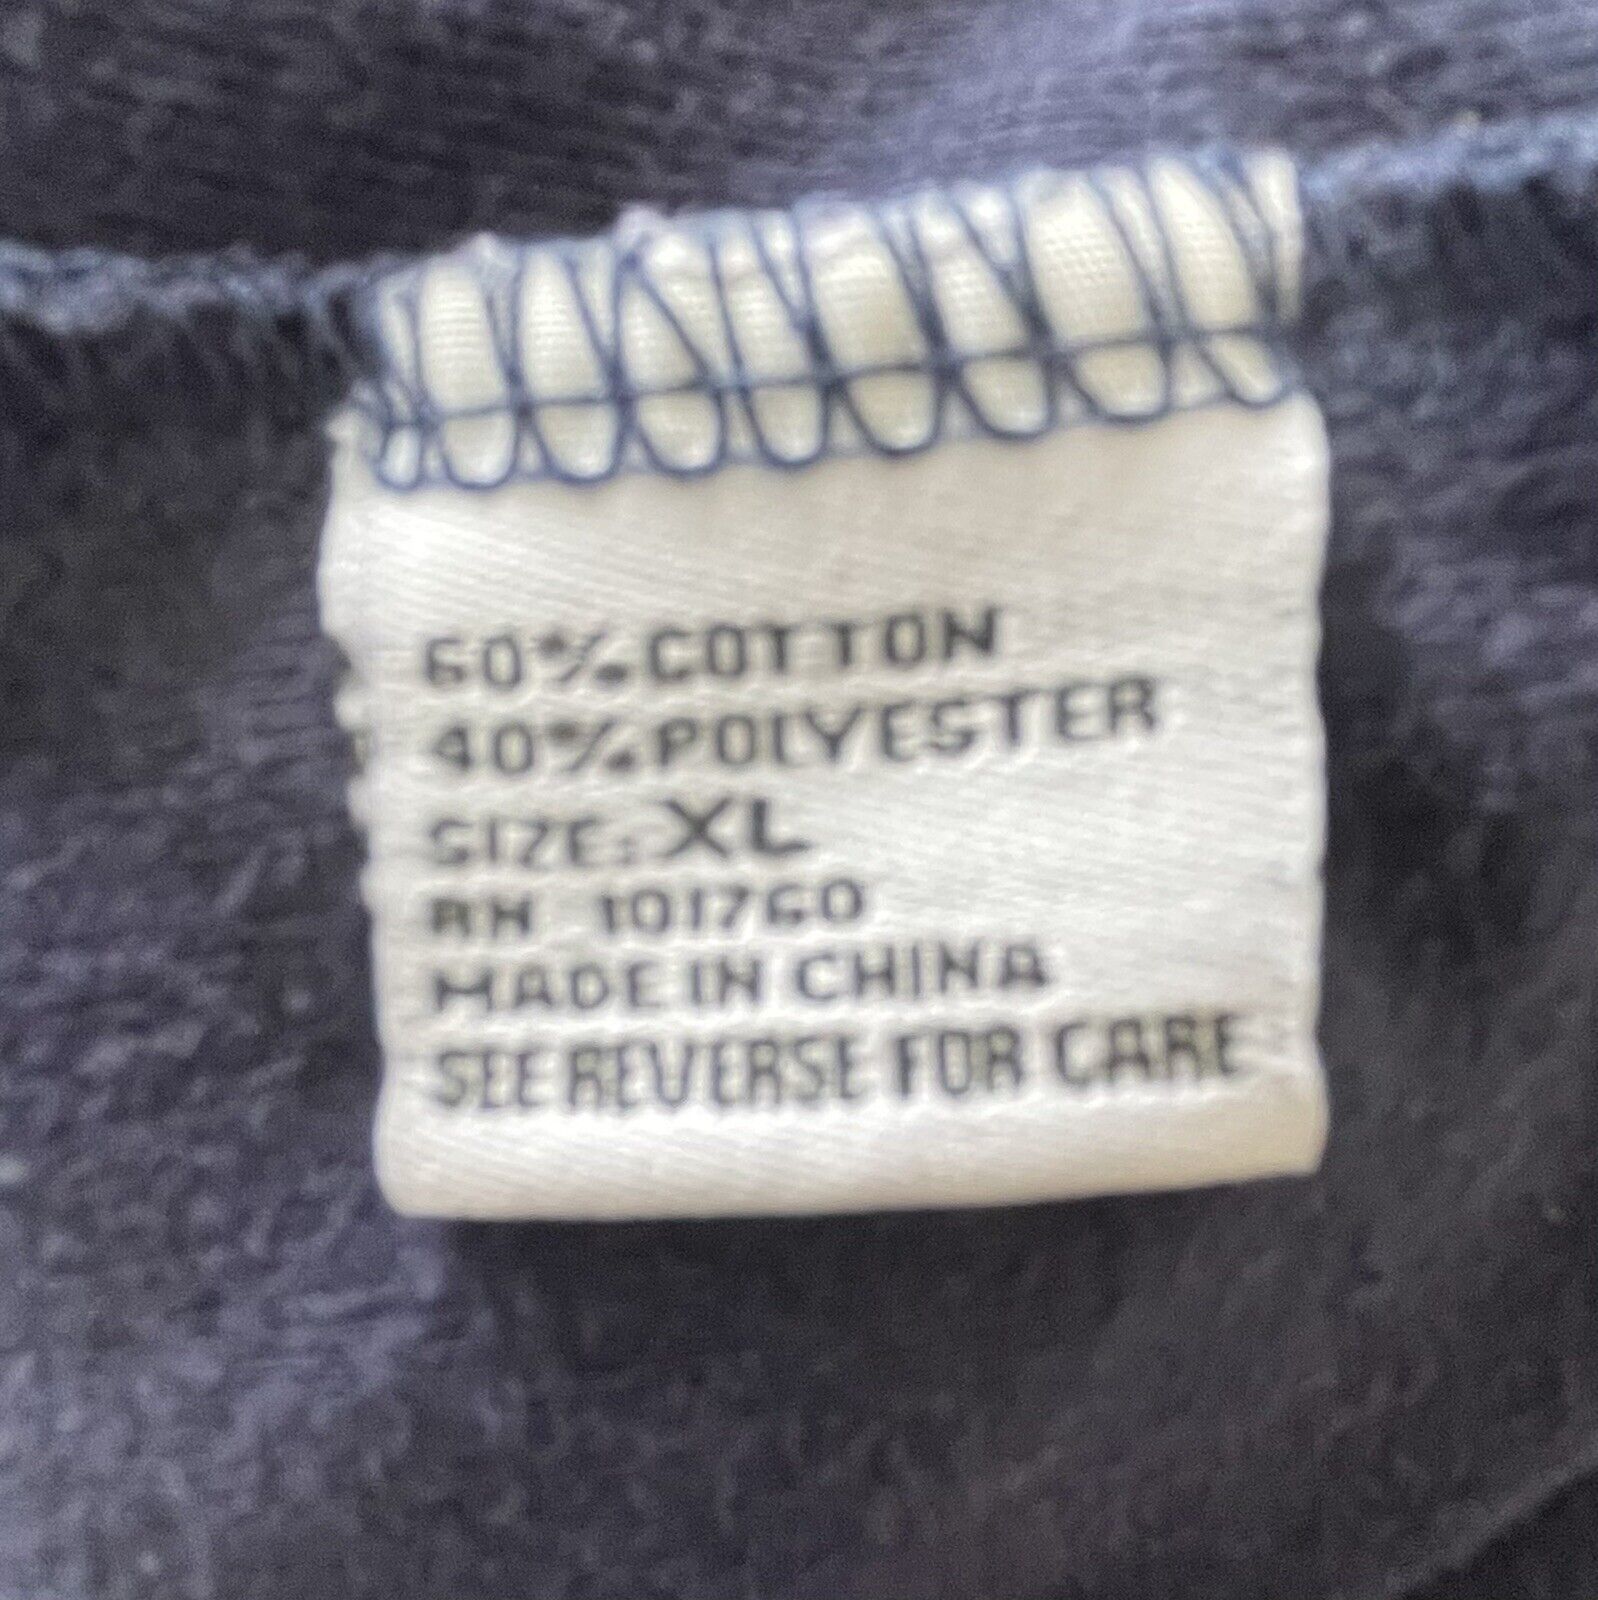 60% COTTON
40% POLYESTER
SIZE: XL
RN 101760
MADE IN CHINA
SEE REVERSE FOR CARE